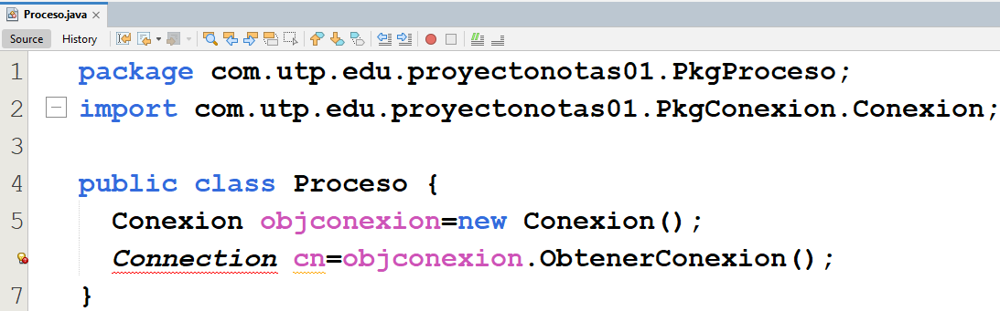 Proceso.java
Source History
1 package com.utp.edu.proyectonotas01.PkgProceso;
2 import com.utp.edu.proyectonotas01.PkgConexion.Conexion;
3
4 public class Proceso {
5 Conexion objconexion=new Conexion();
Connection cn=objconexion.ObtenerConexion();
7 }